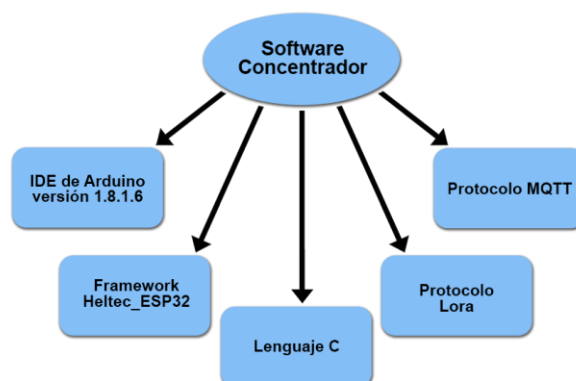 Software
Concentrador
IDE de Arduino
versión 1.8.1.6
Protocolo MQTT
Framework
Heltec_ESP32
Protocolo
Lora
Lenguaje C